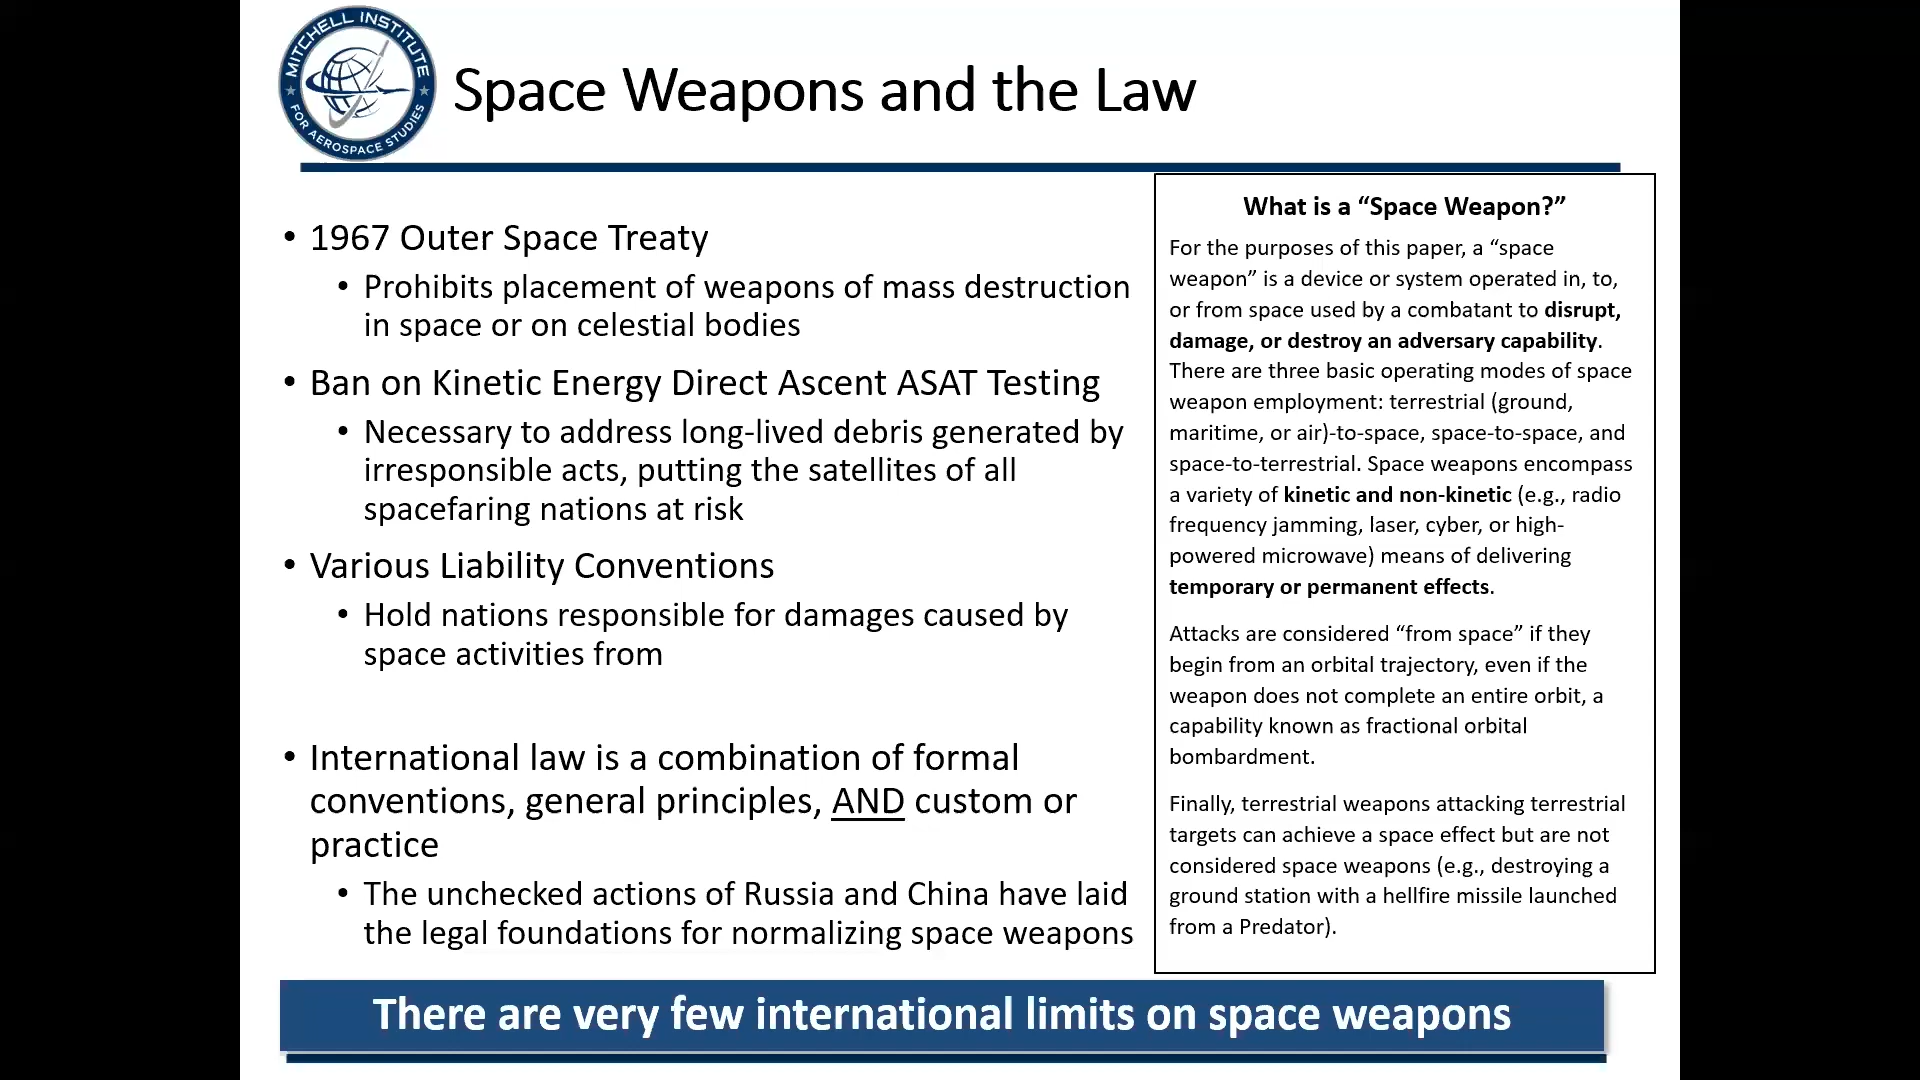 MITCHELL INSTITUTE
FOR AEROSPACE STUDIES
Space Weapons and the Law
• 1967 Outer Space Treaty
• Prohibits placement of weapons of mass destruction
in space or on celestial bodies
• Ban on Kinetic Energy Direct Ascent ASAT Testing
• Necessary to address long-lived debris generated by
irresponsible acts, putting the satellites of all
spacefaring nations at risk
• Various Liability Conventions
• Hold nations responsible for damages caused by
space activities from
• International law is a combination of formal
conventions, general principles, AND custom or
practice
• The unchecked actions of Russia and China have laid
the legal foundations for normalizing space weapons
What is a “Space Weapon?”
For the purposes of this paper, a “space
weapon” is a device or system operated in, to,
or from space used by a combatant to disrupt,
damage, or destroy an adversary capability.
There are three basic operating modes of space
weapon employment: terrestrial (ground,
maritime, or air)-to-space, space-to-space, and
space-to-terrestrial. Space weapons encompass
a variety of kinetic and non-kinetic (e.g., radio
frequency jamming, laser, cyber, or high-
powered microwave) means of delivering
temporary or permanent effects.
Attacks are considered “from space” if they
begin from an orbital trajectory, even if the
weapon does not complete an entire orbit, a
capability known as fractional orbital
bombardment.
Finally, terrestrial weapons attacking terrestrial
targets can achieve a space effect but are not
considered space weapons (e.g., destroying a
ground station with a hellfire missile launched
from a Predator).
There are very few international limits on space weapons